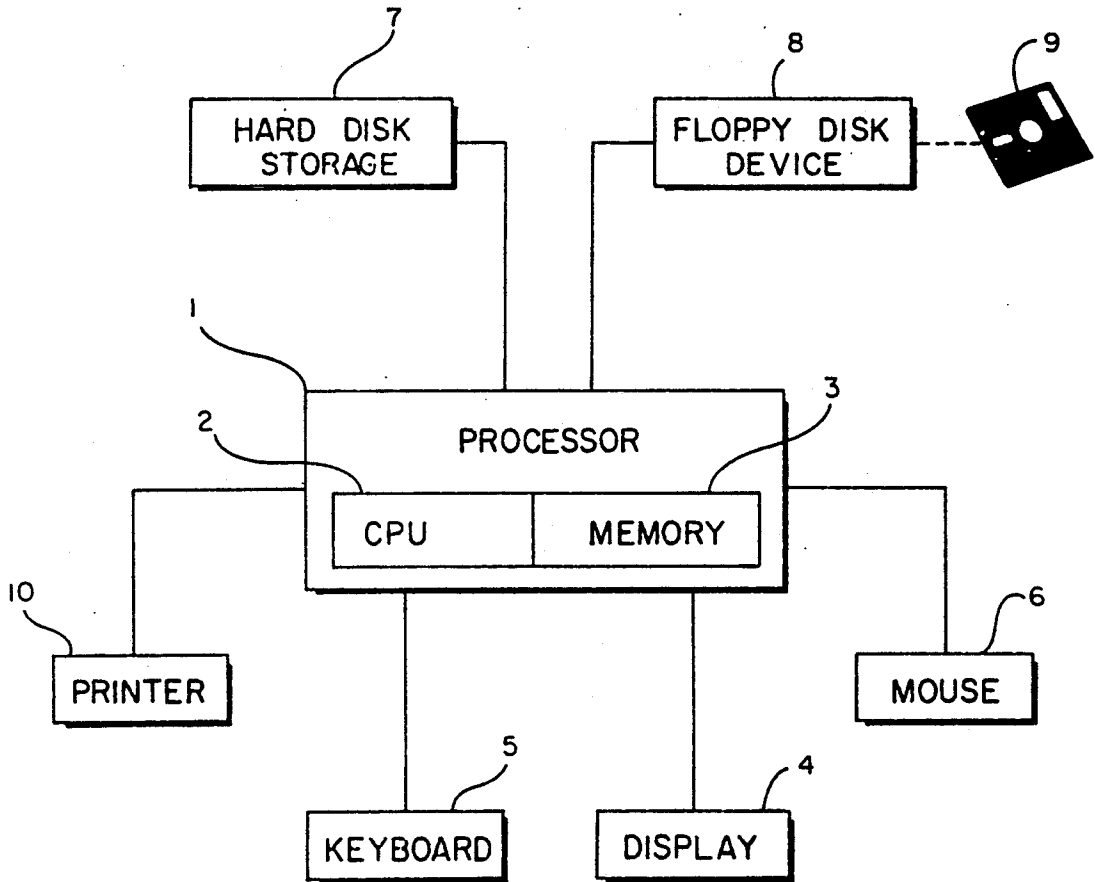 7
8
9
HARD DISK
STORAGE
FLOPPY DISK
DEVICE
1
2
3
PROCESSOR
CPU
MEMORY
10
6
PRINTER
MOUSE
5
4
KEYBOARD
DISPLAY